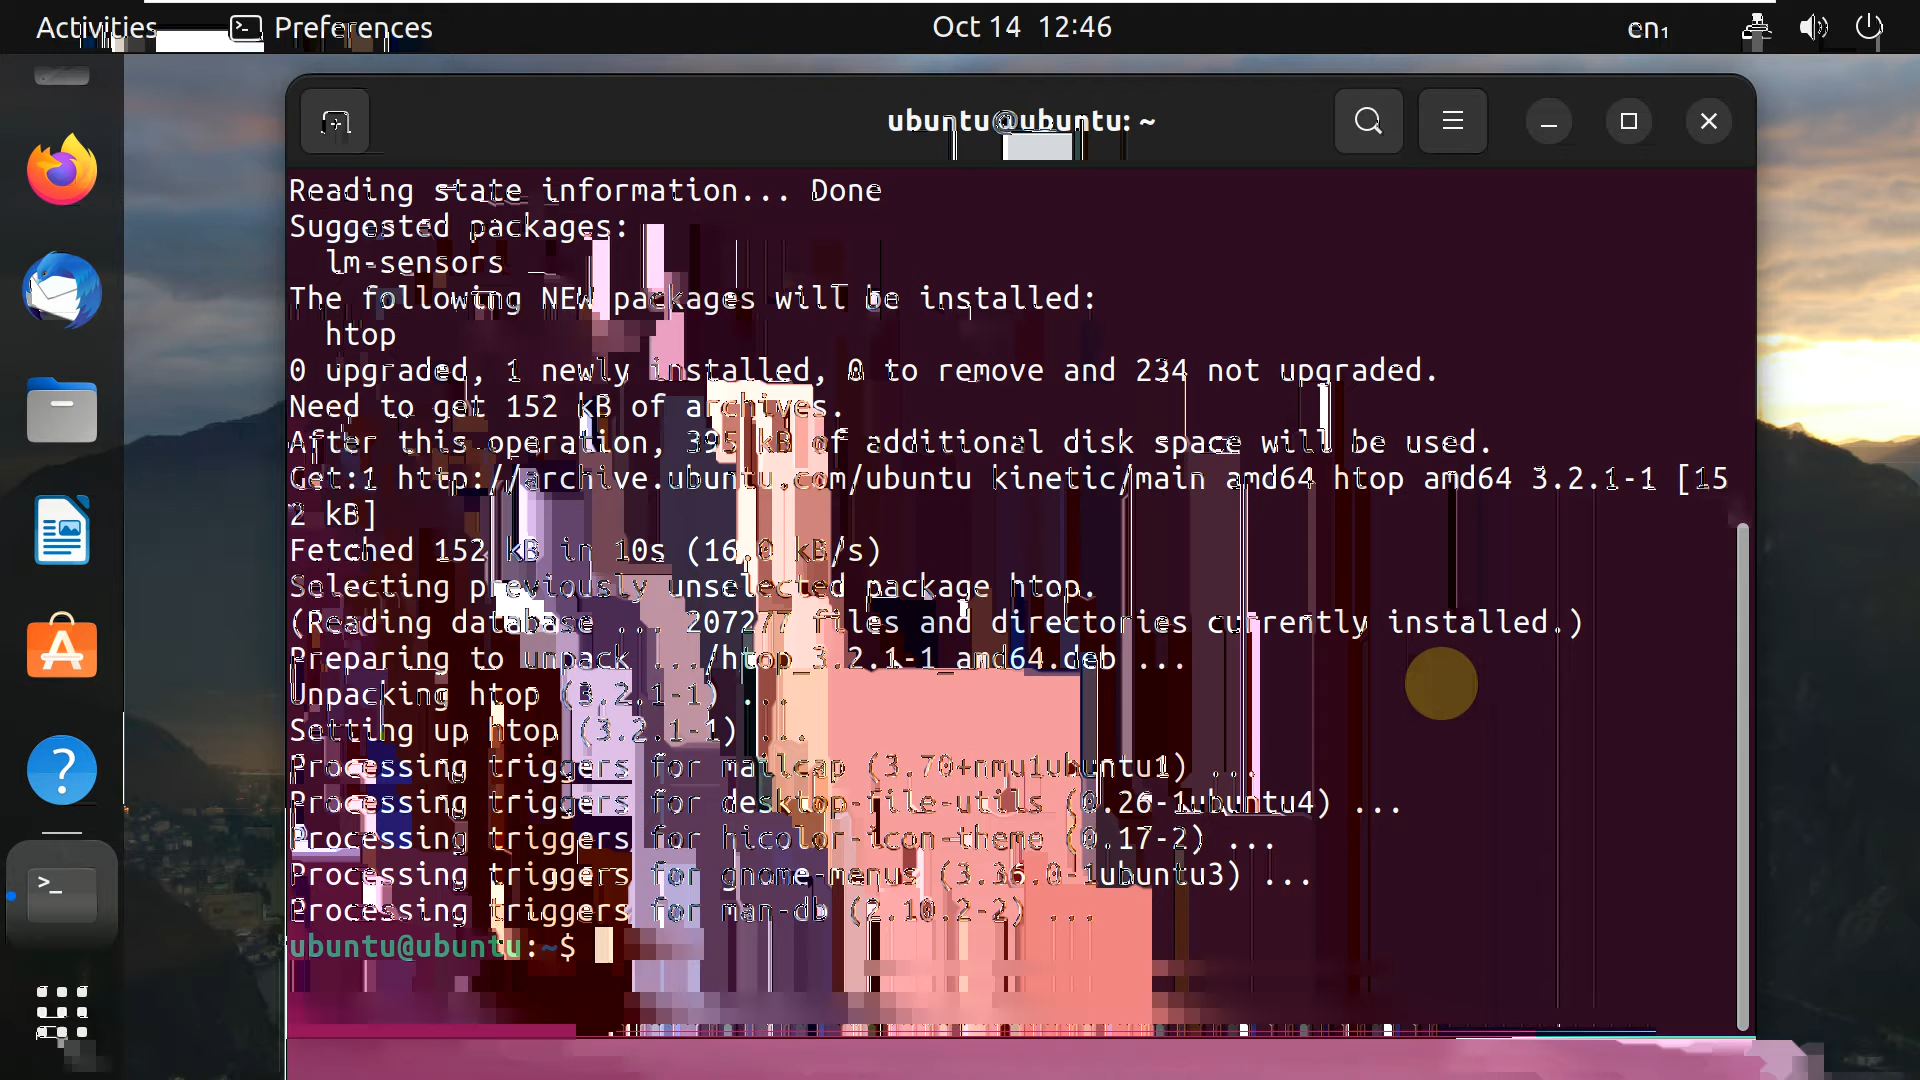 Activities Preferences Oct 14 12:46 en₁
ubuntu@ubuntu: ~
Reading state information... Done
Suggested packages:
lm-sensors
The following NEW packages will be installed:
htop
0 upgraded, 1 newly installed, 0 to remove and 234 not upgraded.
Need to get 152 kB of archives.
After this operation, 395 kB of additional disk space will be used.
Get:1 http://archive.ubuntu.com/ubuntu kinetic/main amd64 htop amd64 3.2.1-1 [15
2 kB]
Fetched 152 kB in 10s (16.0 kB/s)
Selecting previously unselected package htop.
(Reading database ... 207277 files and directories currently installed.)
Preparing to unpack .../htop_3.2.1-1_amd64.deb ...
Unpacking htop (3.2.1-1) ...
Setting up htop (3.2.1-1) ...
Processing triggers for mailcap (3.70+nmu1ubuntu1) ...
Processing triggers for desktop-file-utils (0.26-1ubuntu4) ...
Processing triggers for hicolor-icon-theme (0.17-2) ...
Processing triggers for gnome-menus (3.36.0-1ubuntu3) ...
Processing triggers for man-db (2.10.2-2) ...
ubuntu@ubuntu:~$